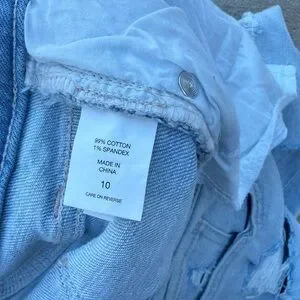 99% COTTON
1% SPANDEX
MADE IN
CHINA
10
CARE ON REVERSE